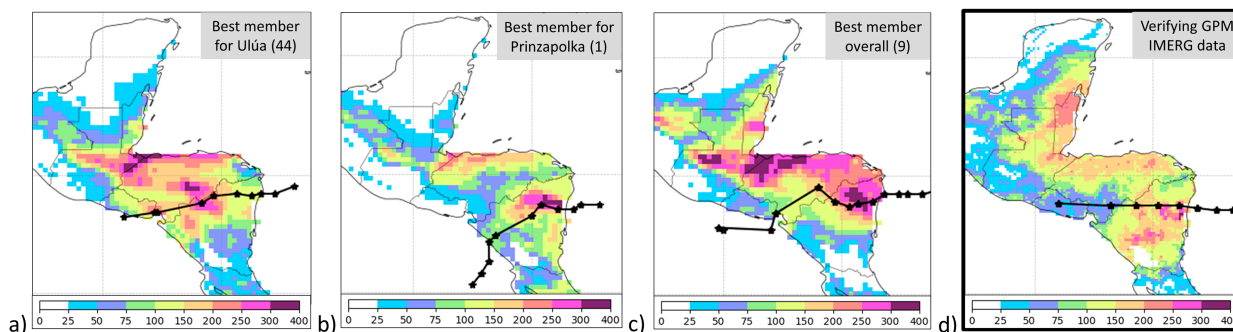 Best member
for Ulúa (44)
Best member for
Prinzapolka (1)
Best member
overall (9)
Verifying GPM
IMERG data
0 25 50 75 100 150 200 250 300 400
0 25 50 75 100 150 200 250 300 400
0 25 50 75 100 150 200 250 300 400
0 25 50 75 100 150 200 250 300 400
a)
b)
c)
d)